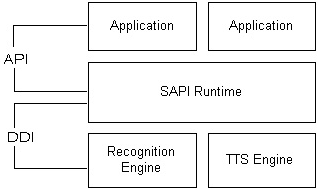 Application
Application
API
SAPI Runtime
DDI
Recognition
Engine
TTS Engine